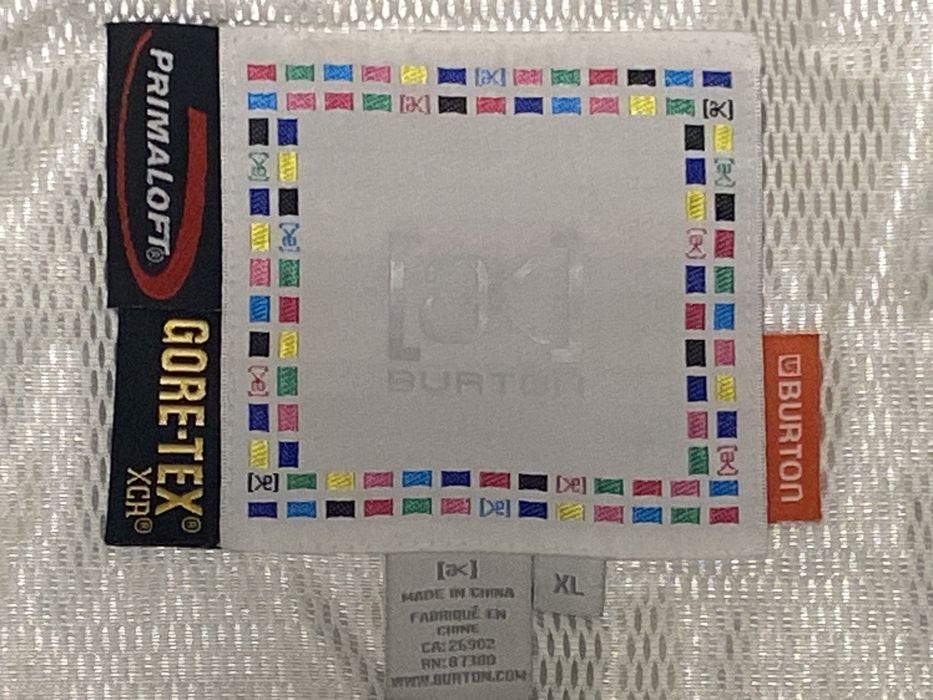 PRIMALOFT®
GORE-TEX®
XCR®
[ak]
BURTON
BURTON
[ak]
MADE IN CHINA
FABRIQUÉ EN
CHINE
CA: 26902
RN: 87380
WWW.BURTON.COM
XL